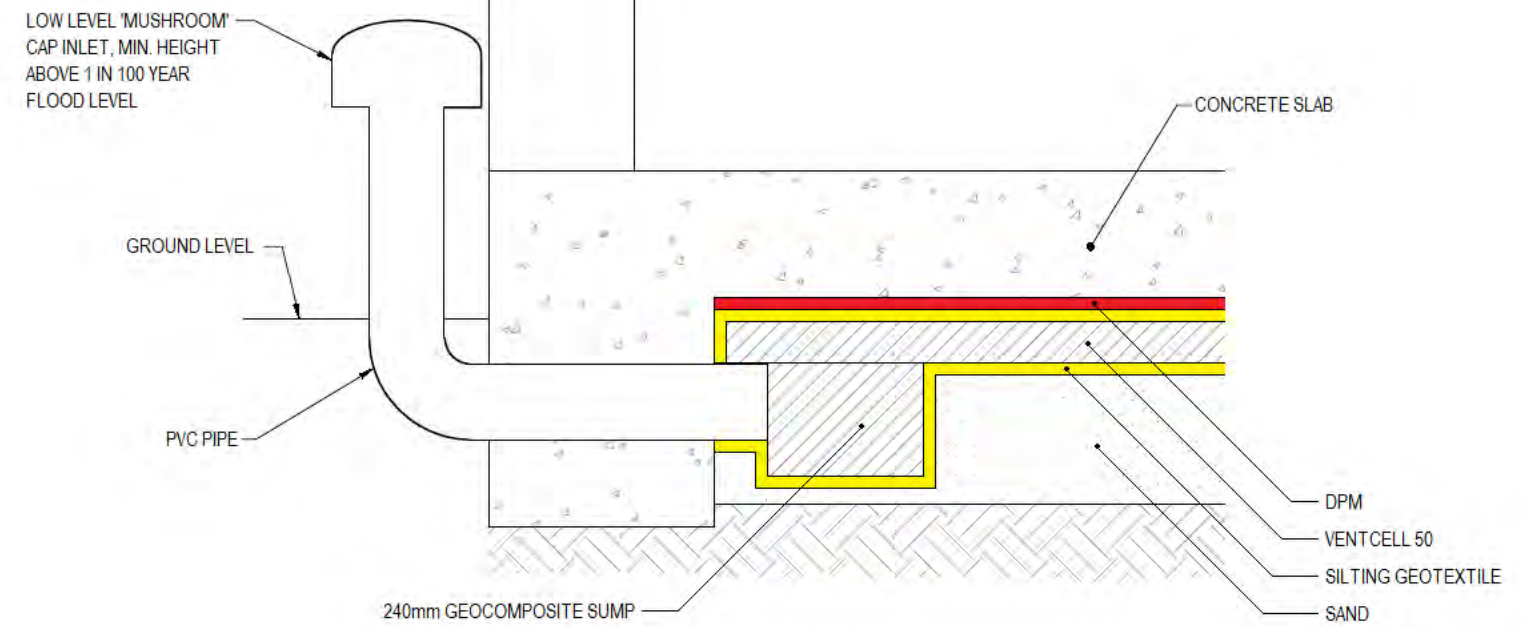 LOW LEVEL 'MUSHROOM'
CAP INLET, MIN. HEIGHT
ABOVE 1 IN 100 YEAR
FLOOD LEVEL
CONCRETE SLAB
GROUND LEVEL
PVC PIPE
DPM
VENTCELL 50
SILTING GEOTEXTILE
240mm GEOCOMPOSITE SUMP
SAND